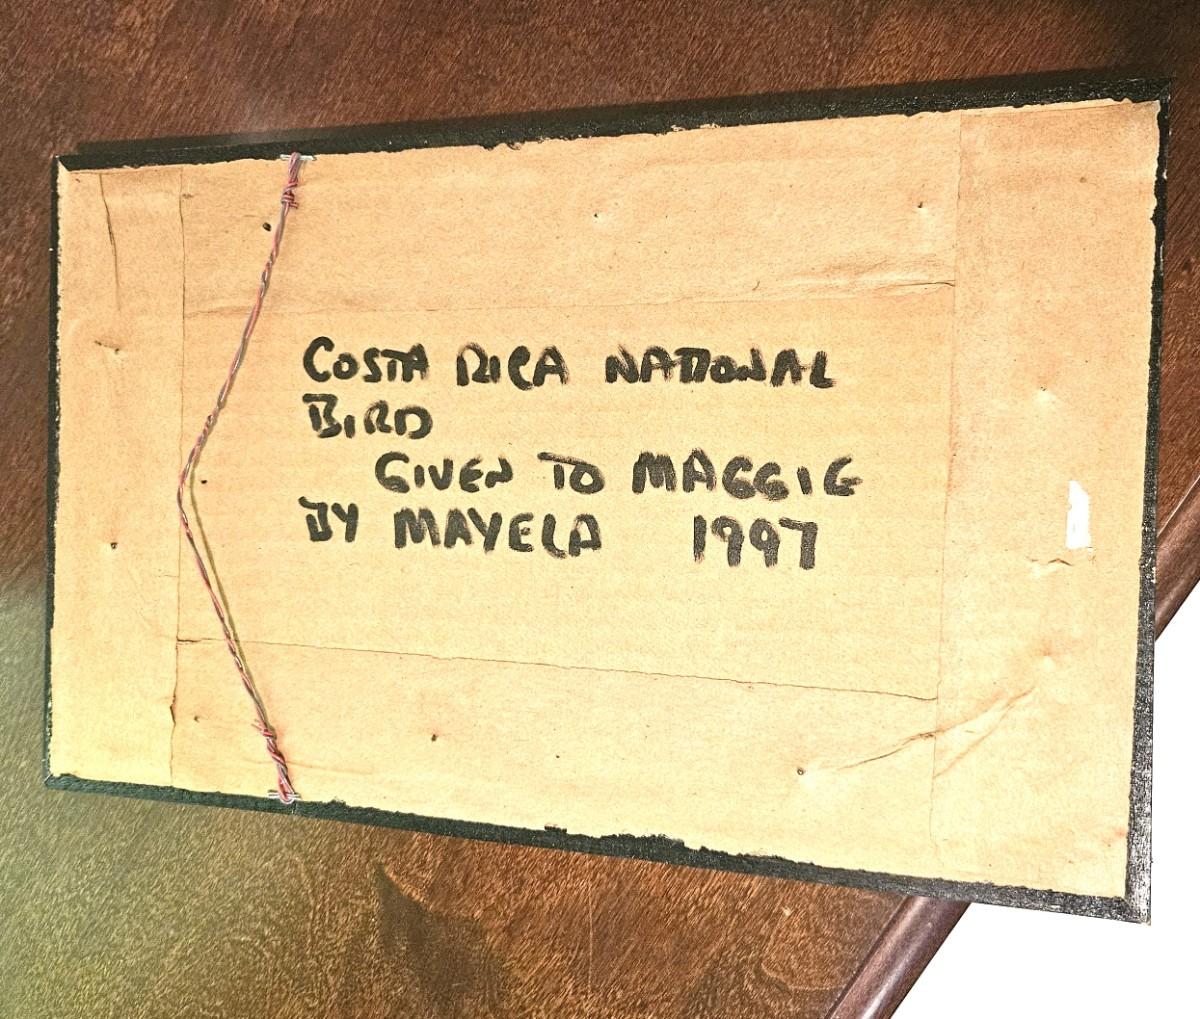 COSTA RICA NATIONAL
BIRD
GIVEN TO MAGGIE
BY MAYELA 1997